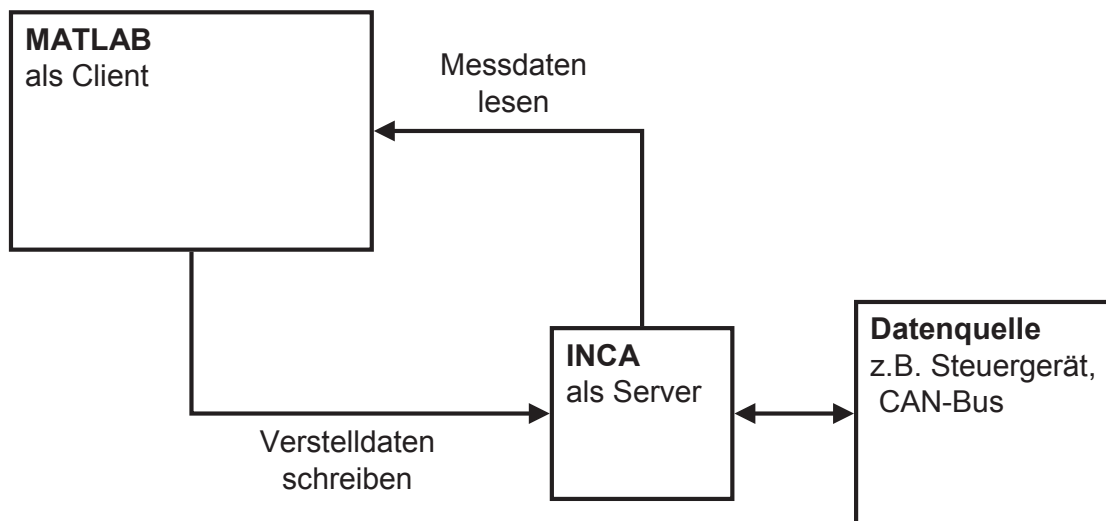 MATLAB
als Client
Messdaten
lesen
INCA
als Server
Datenquelle
z.B. Steuergerät,
CAN-Bus
Verstelldaten
schreiben